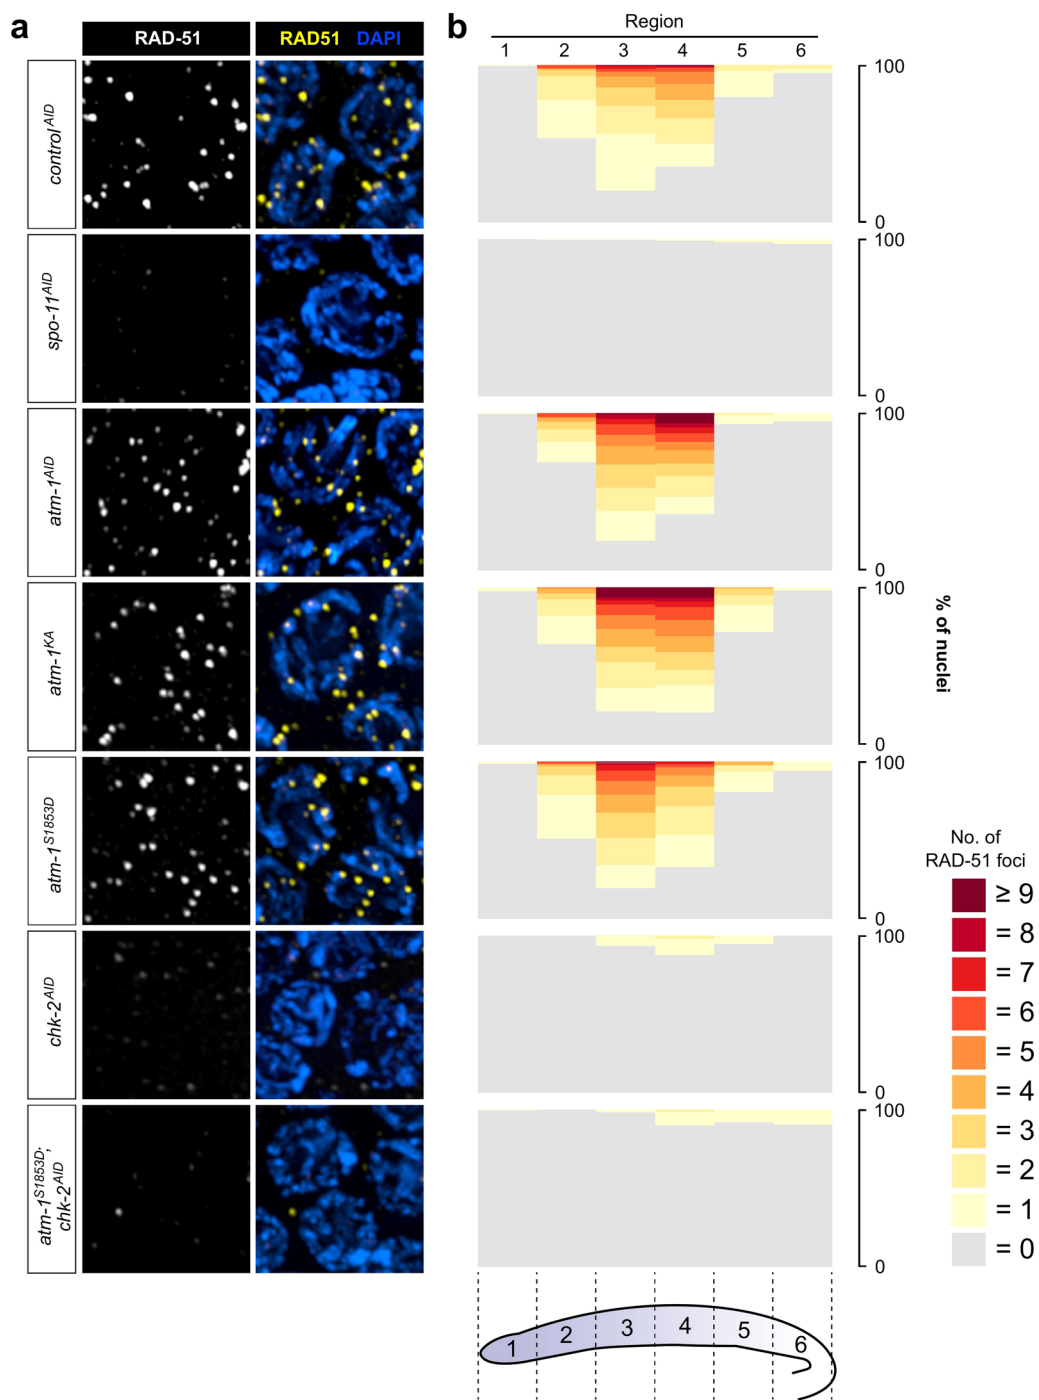 a
RAD-51
RAD51 DAPI
control^AID
spo-11^AID
atm-1^AID
atm-1^KA
atm-1^S1853D
chk-2^AID
atm-1^S1853D;
chk-2^AID
b
Region
1 2 3 4 5 6
100
0
100
0
100
0
100
0
100
0
100
0
100
0
% of nuclei
No. of
RAD-51 foci
≥ 9
= 8
= 7
= 6
= 5
= 4
= 3
= 2
= 1
= 0
1 2 3 4 5 6